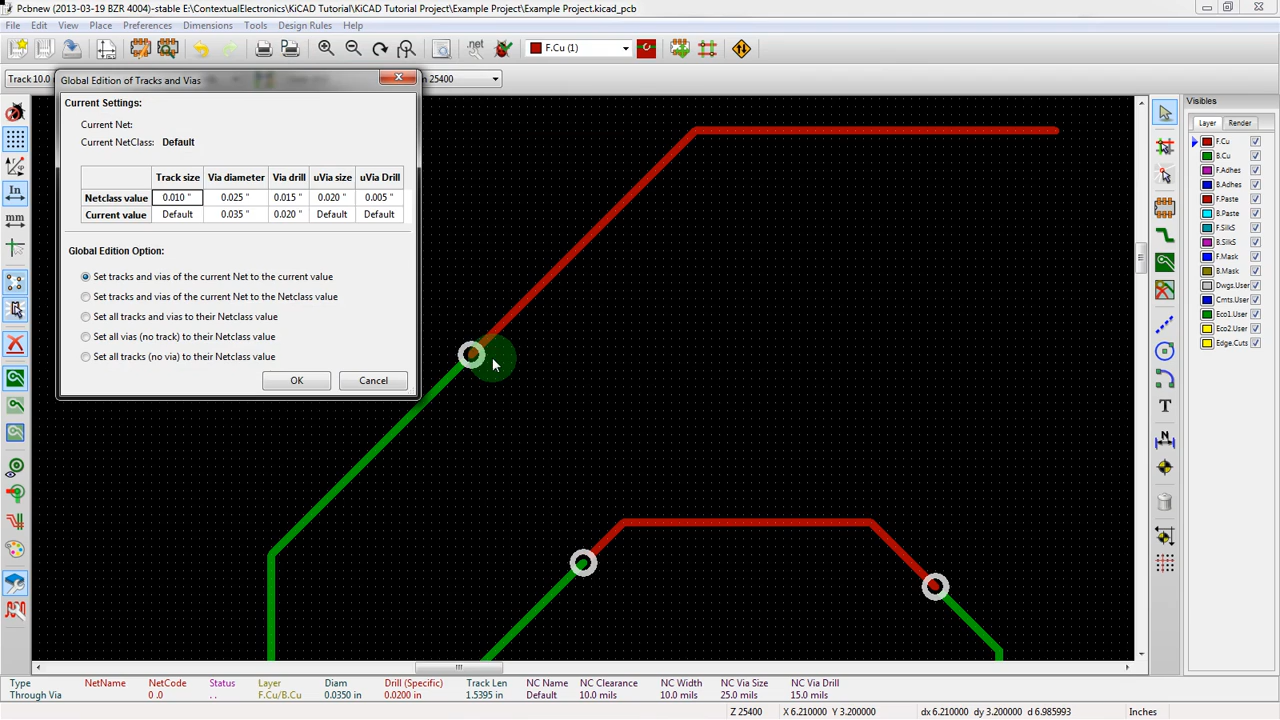 Pcbnew (2013-03-19 BZR 4004)-stable E:\ContextualElectronics\KiCAD Tutorial\Tutorial Project\Example Project\Example Project.kicad_pcb
File Edit View Place Preferences Dimensions Tools Design Rules Help
.net F.Cu (1)
Track 10.0 n 25400
Global Edition of Tracks and Vias
Current Settings:
Current Net:
Current NetClass: Default
Track size Via diameter Via drill uVia size uVia Drill
Netclass value 0.010 " 0.025 " 0.015 " 0.020 " 0.005 "
Current value Default 0.035 " 0.020 " Default Default
Global Edition Option:
Set tracks and vias of the current Net to the current value
Set tracks and vias of the current Net to the Netclass value
Set all tracks and vias to their Netclass value
Set all vias (no track) to their Netclass value
Set all tracks (no via) to their Netclass value
OK Cancel
In
mm
T
N
Visibles
Layer Render
F.Cu
B.Cu
F.Adhes
B.Adhes
F.Paste
B.Paste
F.SilkS
B.SilkS
F.Mask
B.Mask
Dwgs.User
Cmts.User
Eco1.User
Eco2.User
Edge.Cuts
Type NetName NetCode Status Layer Diam Drill (Specific) Track Len NC Name NC Clearance NC Width NC Via Size NC Via Drill
Through Via 0 .0 . . F.Cu/B.Cu 0.0350 in 0.0200 in 1.5395 in Default 10.0 mils 10.0 mils 25.0 mils 15.0 mils
Z 25400 X 6.210000 Y 3.200000 dx 6.210000 dy 3.200000 d 6.985993 Inches